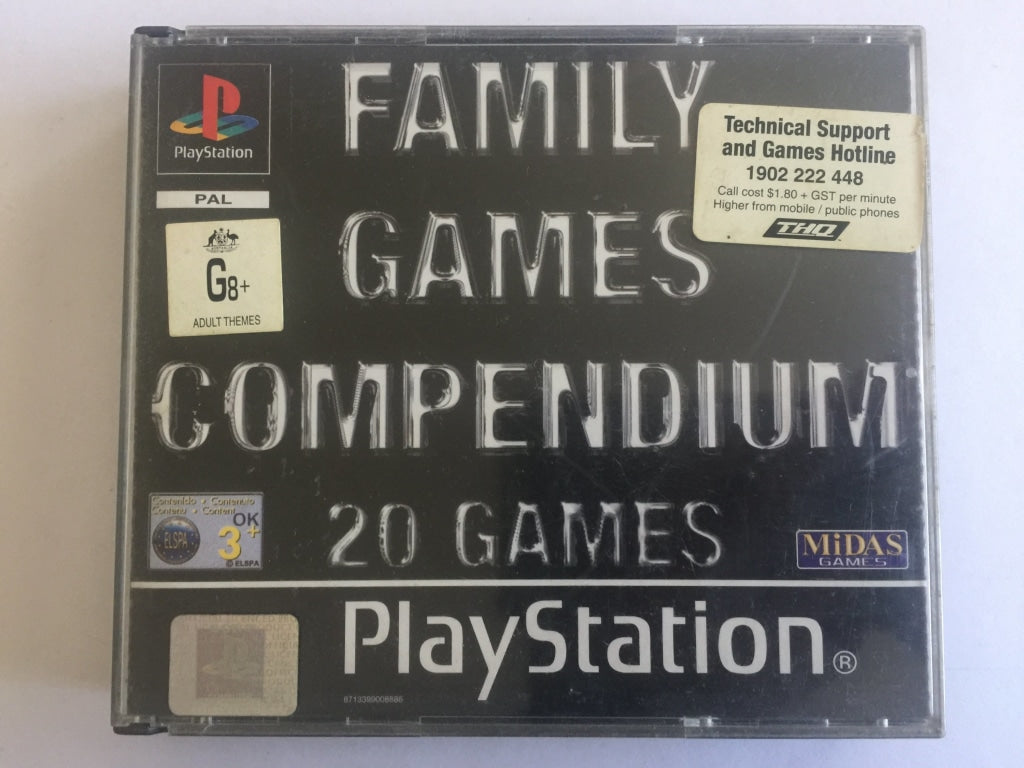 PlayStation
PAL
FAMILY
GAMES
COMPENDIUM
20 GAMES
Technical Support
and Games Hotline
1902 222 448
Call cost $1.80 + GST per minute
Higher from mobile / public phones
THQ
G8+
ADULT THEMES
Contenido • Contenuto
Contenu • Content
ELSPA
OK
3+
© ELSPA
MiDAS
GAMES
PlayStation®